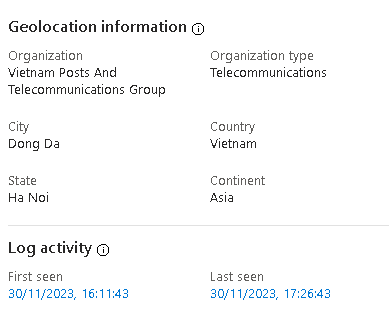 Geolocation information
Organization
Organization type
Vietnam Posts And
Telecommunications Group
Telecommunications
City
Country
Dong Da
Vietnam
State
Continent
Ha Noi
Asia
Log activity
First seen
Last seen
30/11/2023, 16:11:43
30/11/2023, 17:26:43